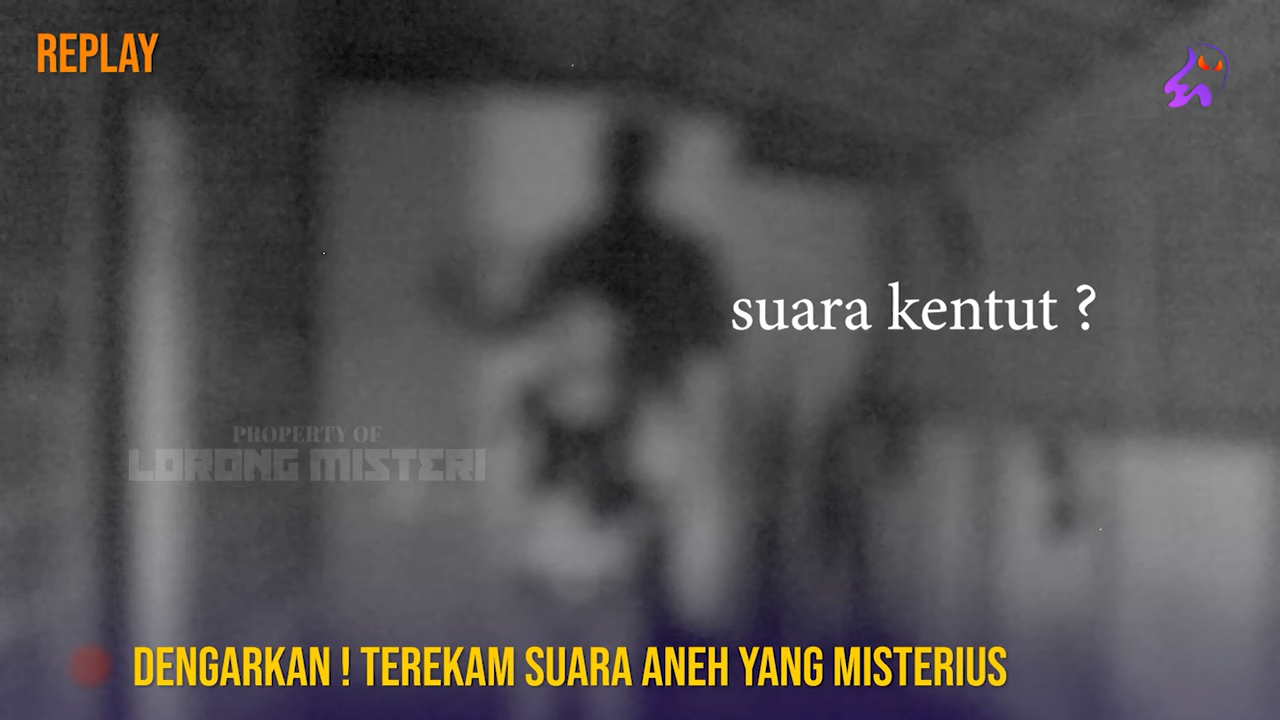 REPLAY
suara kentut ?
PROPERTY OF
LORONG MISTERI
DENGARKAN ! TEREKAM SUARA ANEH YANG MISTERIUS